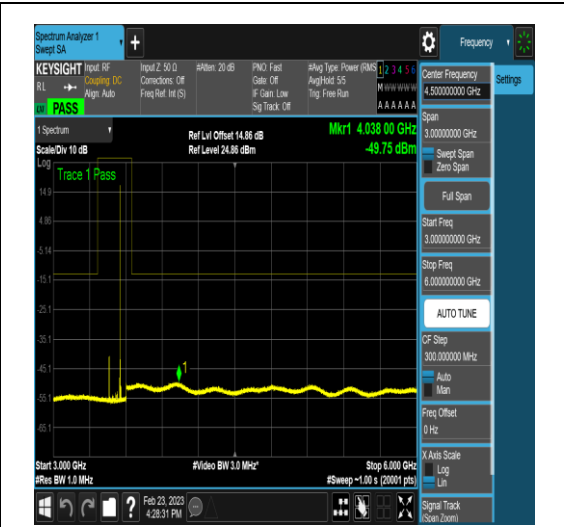 Spectrum Analyzer 1
Swept SA
Frequency
KEYSIGHT Input: RF Input Z: 50 Ω #Atten: 20 dB PNO: Fast #Avg Type: Power (RMS 1 2 3 4 5 6
RL Coupling: DC Corrections: Off Gate: Off Avg|Hold: 5/5 M W W W W W
Align: Auto Freq Ref: Int (S) IF Gain: Low Trig: Free Run
Sig Track: Off A A A A A A
PASS
1 Spectrum
Scale/Div 10 dB
Ref Lvl Offset 14.86 dB
Ref Level 24.86 dBm
Mkr1 4.038 00 GHz
-49.75 dBm
Log
Trace 1 Pass
14.9
4.86
-5.14
-15.1
-25.1
-35.1
-45.1
-55.1
-65.1
1
Start 3.000 GHz #Video BW 3.0 MHz* Stop 6.000 GHz
#Res BW 1.0 MHz #Sweep ~1.00 s (20001 pts)
Feb 23, 2023
4:28:31 PM
?
Center Frequency
4.500000000 GHz
Settings
Span
3.00000000 GHz
Swept Span
Zero Span
Full Span
Start Freq
3.000000000 GHz
Stop Freq
6.000000000 GHz
AUTO TUNE
CF Step
300.000000 MHz
Auto
Man
Freq Offset
0 Hz
X Axis Scale
Log
Lin
Signal Track
(Span Zoom)